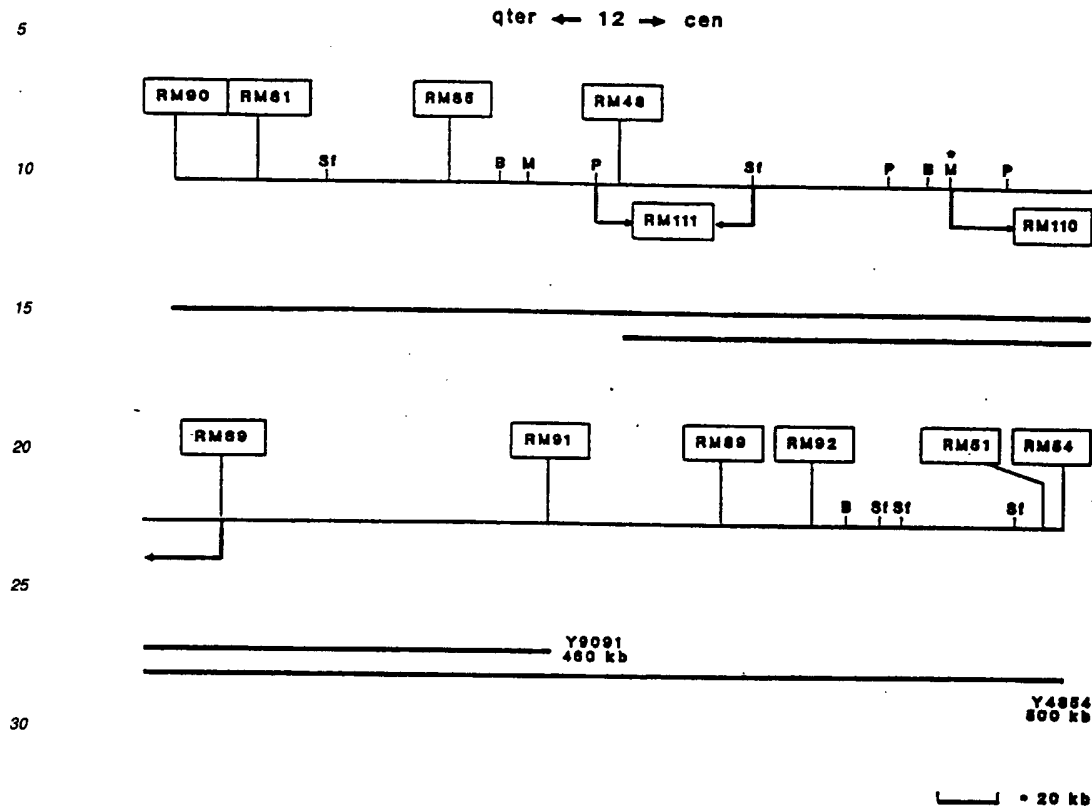 5
qter ← 12 → cen
RM90 RM81 RM85 RM48
10
Sf B M P Sf P B * M P
RM111 RM110
15
20
RM69 RM91 RM89 RM92 RM51 RM54
B Sf Sf Sf
25
Y9091
460 kb
Y4854
500 kb
30
20 kb